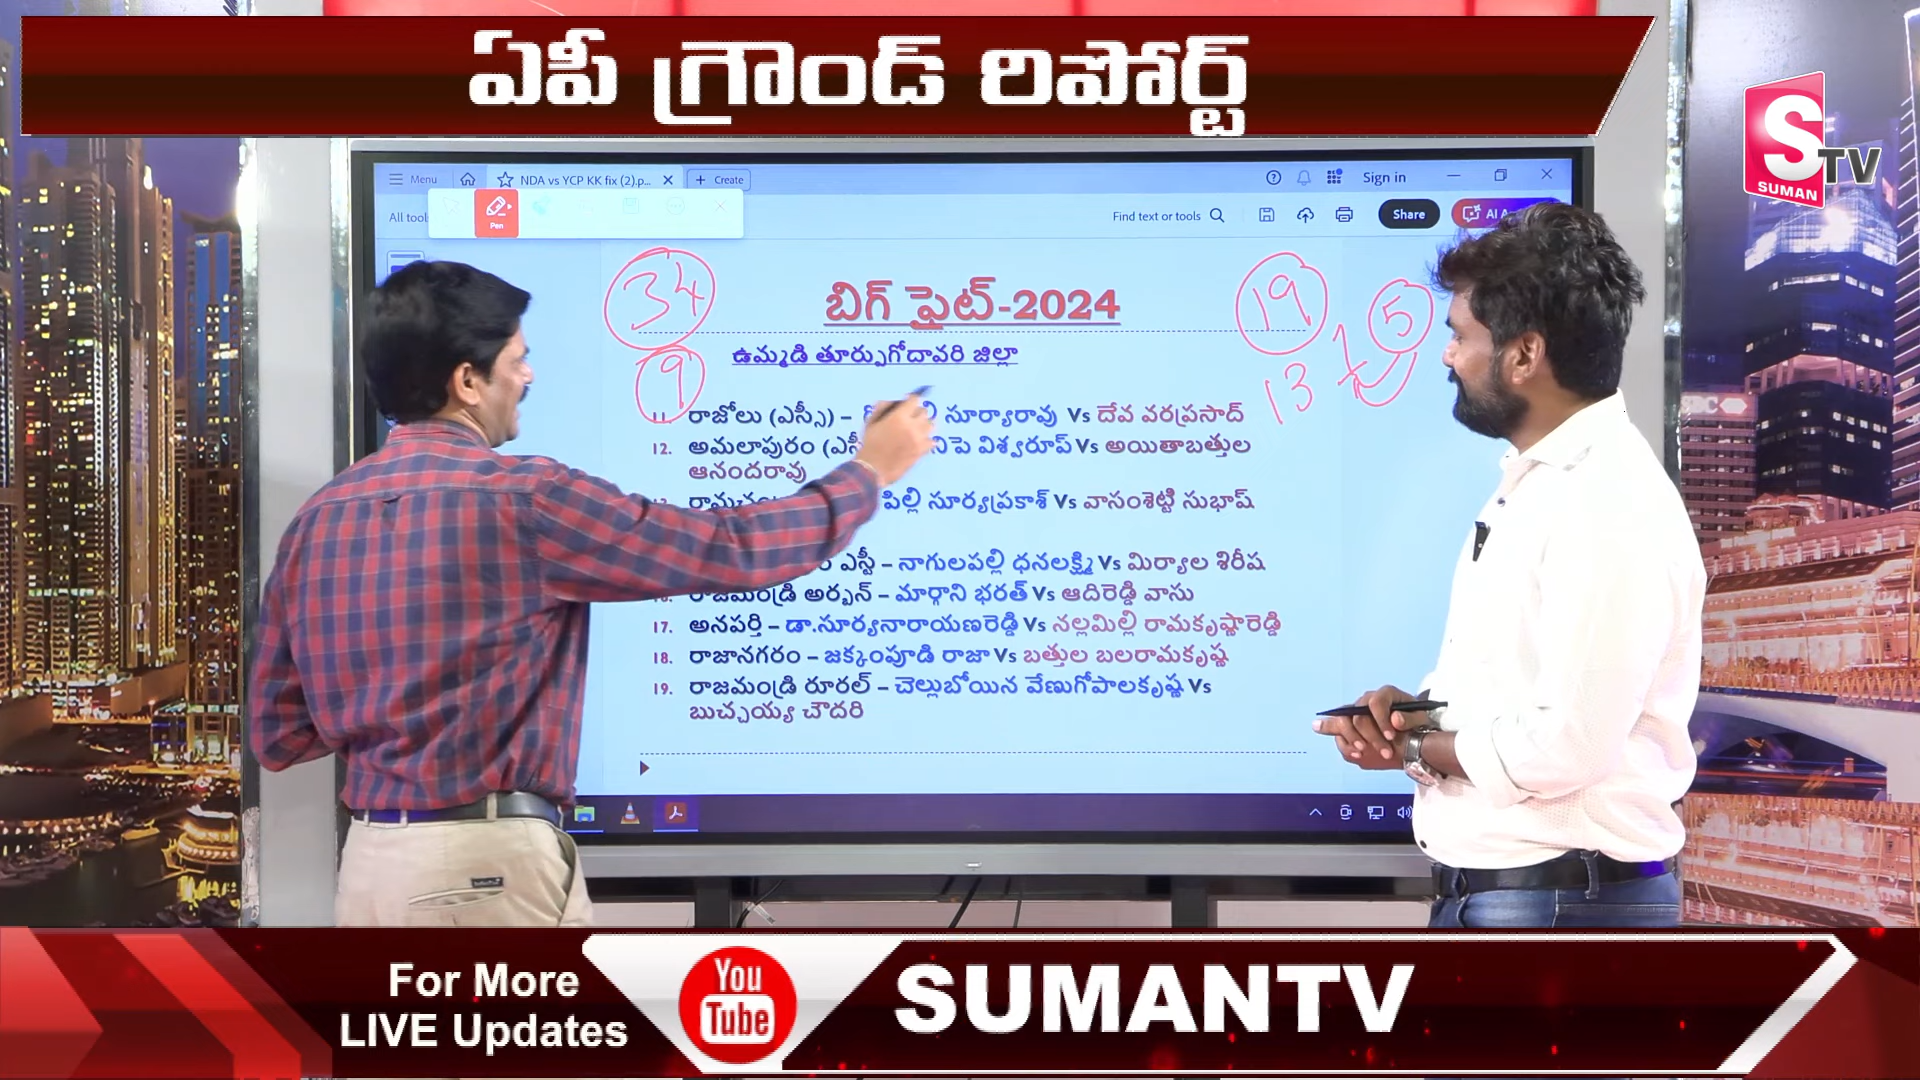 ఏపీ గ్రౌండ్ రిపోర్ట్
S TV
SUMAN
Menu
NDA vs YCP KK fix (2).p...
Create
Sign in
All tools
Pen
Find text or tools
Share
34
బిగ్ ఫైట్-2024
19
5
ఉమ్మడి తూర్పుగోదావరి జిల్లా
9
13
రాజోలు (ఎస్సీ) – సూర్యారావు Vs దేవ వరప్రసాద్
12. అమలాపురం విశ్వరూప్ Vs అయితాబత్తుల
ఆనందరావు
సూర్యప్రకాశ్ Vs వాసంశెట్టి సుభాష్
ఎస్టీ – నాగులపల్లి ధనలక్ష్మి Vs మిర్యాల శిరీష
రాజమండ్రి అర్బన్ – మార్గాని భరత్ Vs ఆదిరెడ్డి వాసు
17. అనపర్తి – డా.సూర్యనారాయణరెడ్డి Vs నల్లమిల్లి రామకృష్ణారెడ్డి
18. రాజానగరం – జక్కంపూడి రాజా Vs బత్తుల బలరామకృష్ణ
19. రాజమండ్రి రూరల్ – చెల్లుబోయిన వేణుగోపాలకృష్ణ Vs
బుచ్చయ్య చౌదరి
For More
LIVE Updates
You
Tube
SUMANTV